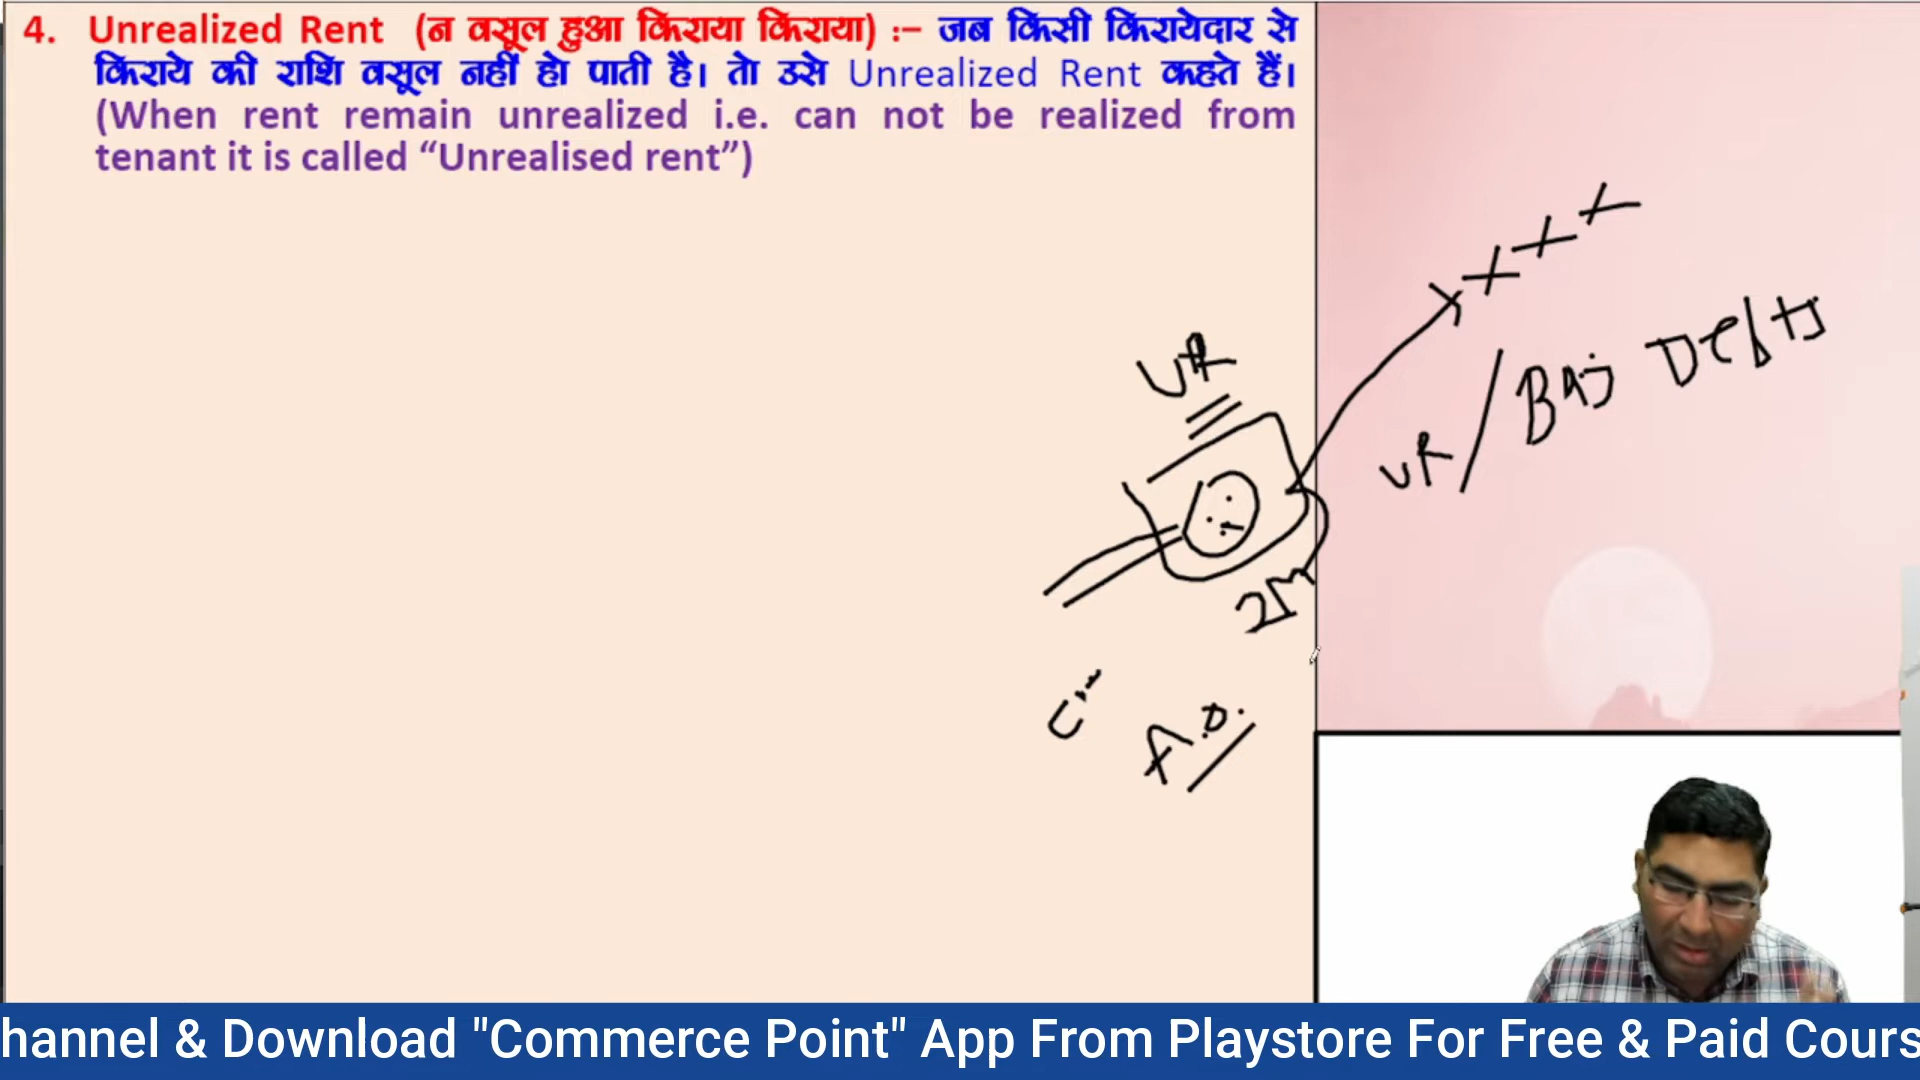 4. Unrealized Rent (न वसूल हुआ किराया किराया) :– जब किसी किरायेदार से
किराये की राशि वसूल नहीं हो पाती है। तो उसे Unrealized Rent कहते हैं।
(When rent remain unrealized i.e. can not be realized from
tenant it is called “Unrealised rent”)
UR
UR/Bad Debts
2M
A.O.
hannel & Download "Commerce Point" App From Playstore For Free & Paid Cours